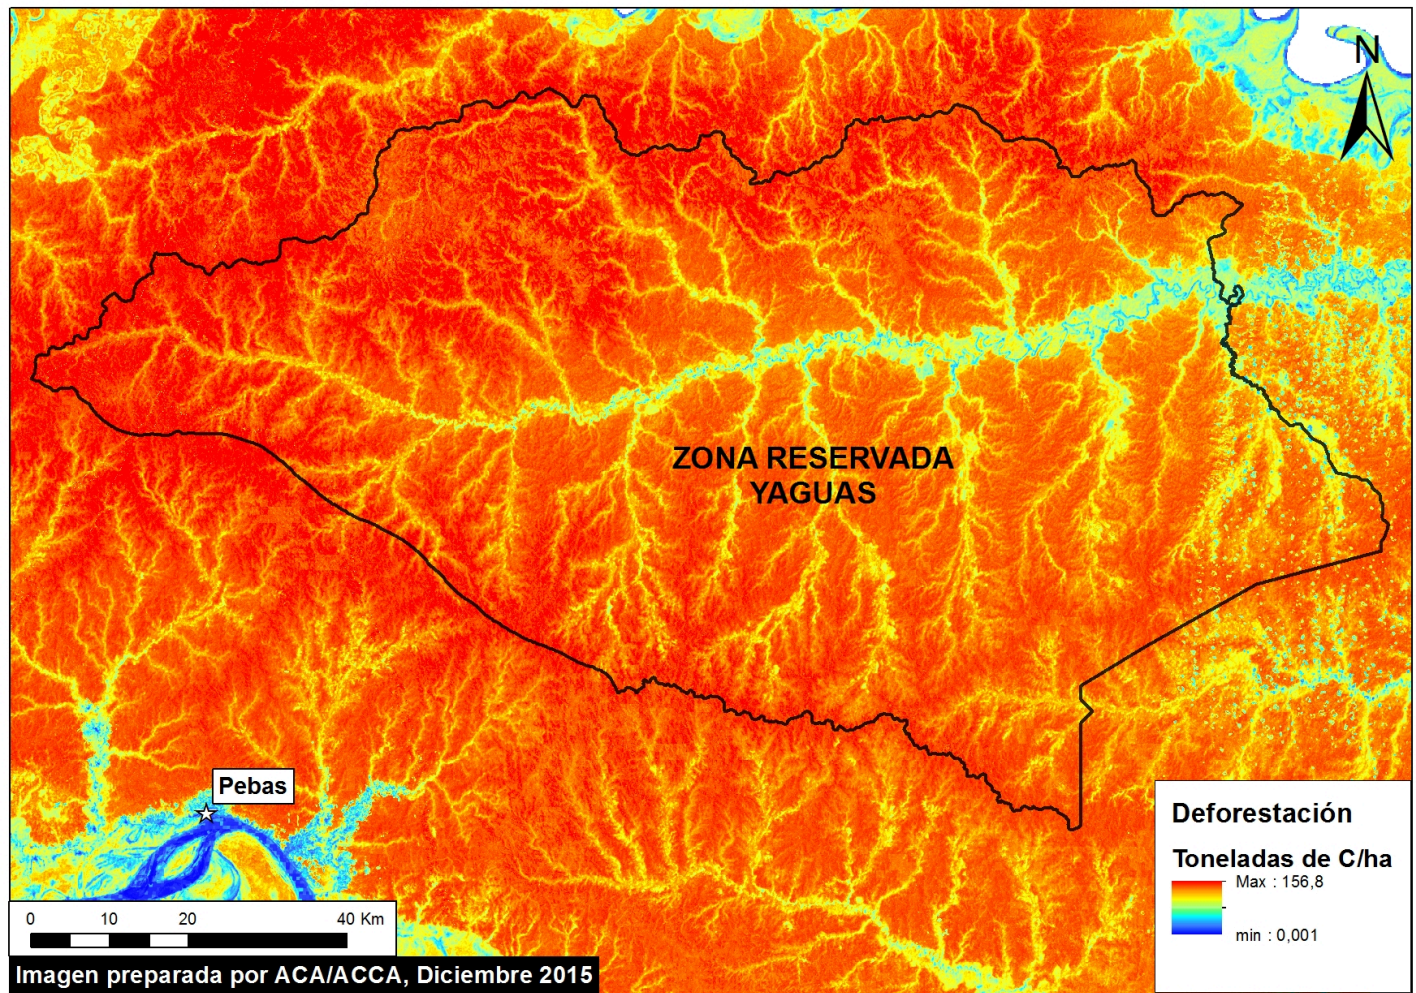 N
ZONA RESERVADA
YAGUAS
Pebas
Deforestación
Toneladas de C/ha
Max : 156,8
min : 0,001
0 10 20 40 Km
Imagen preparada por ACA/ACCA, Diciembre 2015